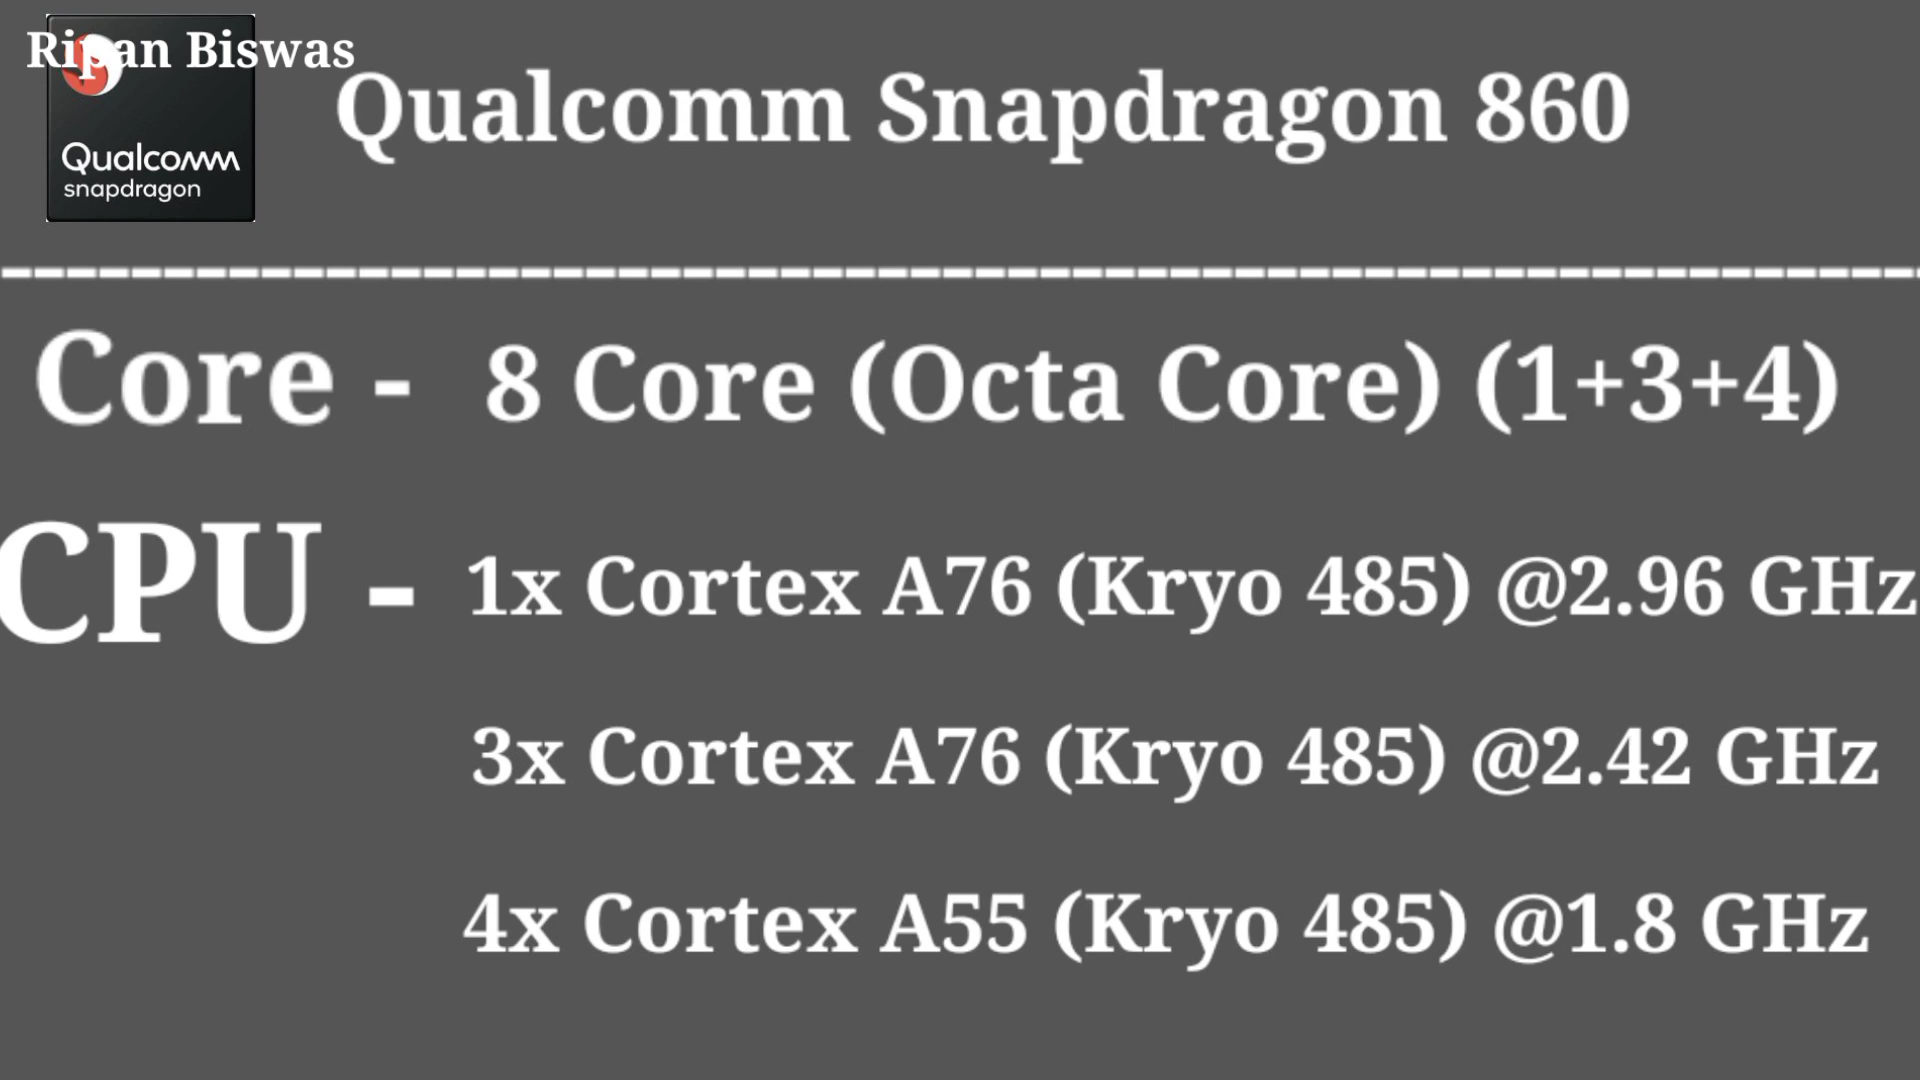 Ripan Biswas
Qualcomm
snapdragon
Qualcomm Snapdragon 860
Core - 8 Core (Octa Core) (1+3+4)
CPU - 1x Cortex A76 (Kryo 485) @2.96 GHz
3x Cortex A76 (Kryo 485) @2.42 GHz
4x Cortex A55 (Kryo 485) @1.8 GHz